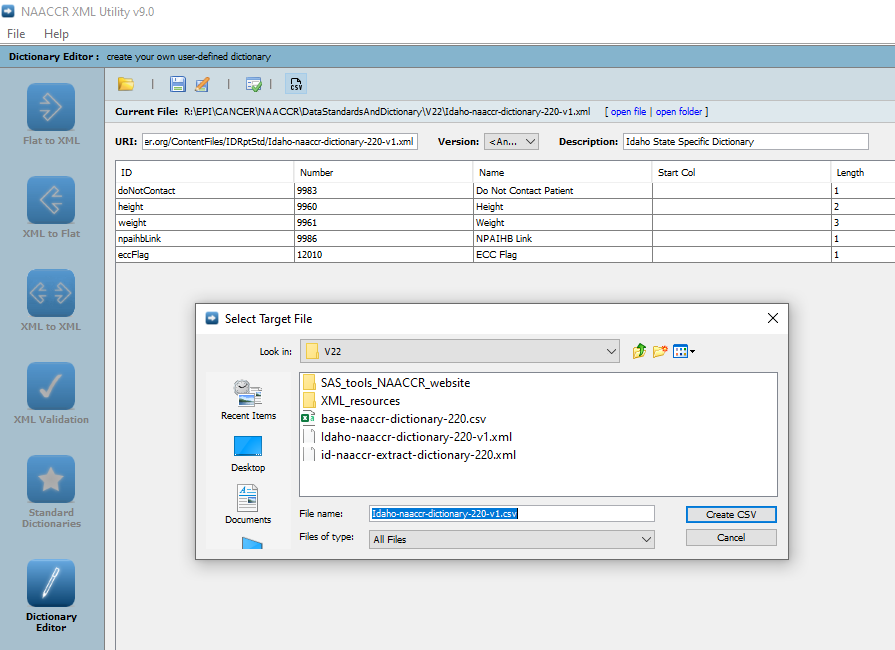 NAACCR XML Utility v9.0
File Help
Dictionary Editor : create your own user-defined dictionary
CSV
Current File: R:\EPI\CANCER\NAACCR\DataStandardsAndDictionary\V22\Idaho-naaccr-dictionary-220-v1.xml [ open file | open folder ]
URI: er.org/ContentFiles/IDRptStd/Idaho-naaccr-dictionary-220-v1.xml Version: <An... Description: Idaho State Specific Dictionary
ID Number Name Start Col Length
doNotContact 9983 Do Not Contact Patient 1
height 9960 Height 2
weight 9961 Weight 3
npaihbLink 9986 NPAIHB Link 1
eccFlag 12010 ECC Flag 1
Flat to XML
XML to Flat
XML to XML
XML Validation
Standard
Dictionaries
Dictionary
Editor
Select Target File
Look in: V22
Recent Items
Desktop
Documents
SAS_tools_NAACCR_website
XML_resources
base-naaccr-dictionary-220.csv
Idaho-naaccr-dictionary-220-v1.xml
id-naaccr-extract-dictionary-220.xml
File name: Idaho-naaccr-dictionary-220-v1.csv Create CSV
Files of type: All Files Cancel